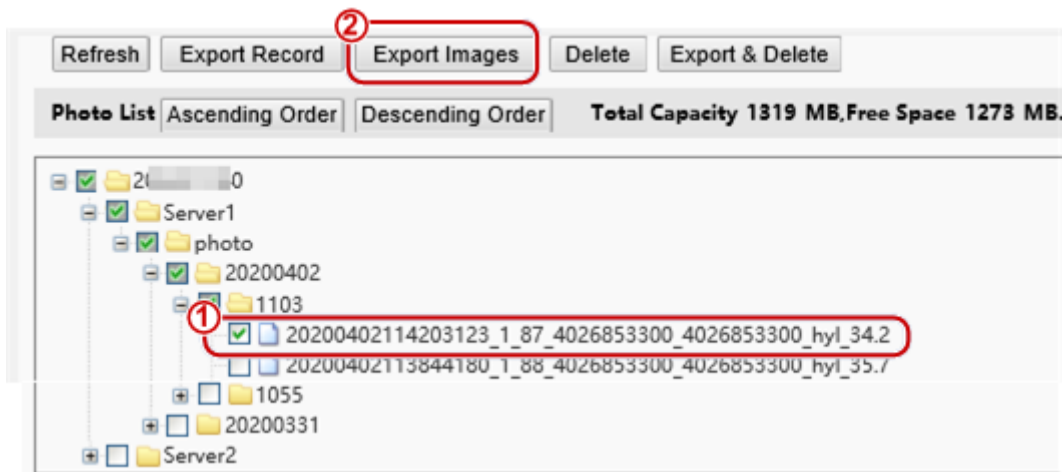 ②
Refresh Export Record Export Images Delete Export & Delete
Photo List Ascending Order Descending Order Total Capacity 1319 MB,Free Space 1273 MB.
Server1
photo
20200402
1103
①
20200402114203123_1_87_4026853300_4026853300_hyl_34.2
20200402113844180_1_88_4026853300_4026853300_hyl_35.7
1055
20200331
Server2